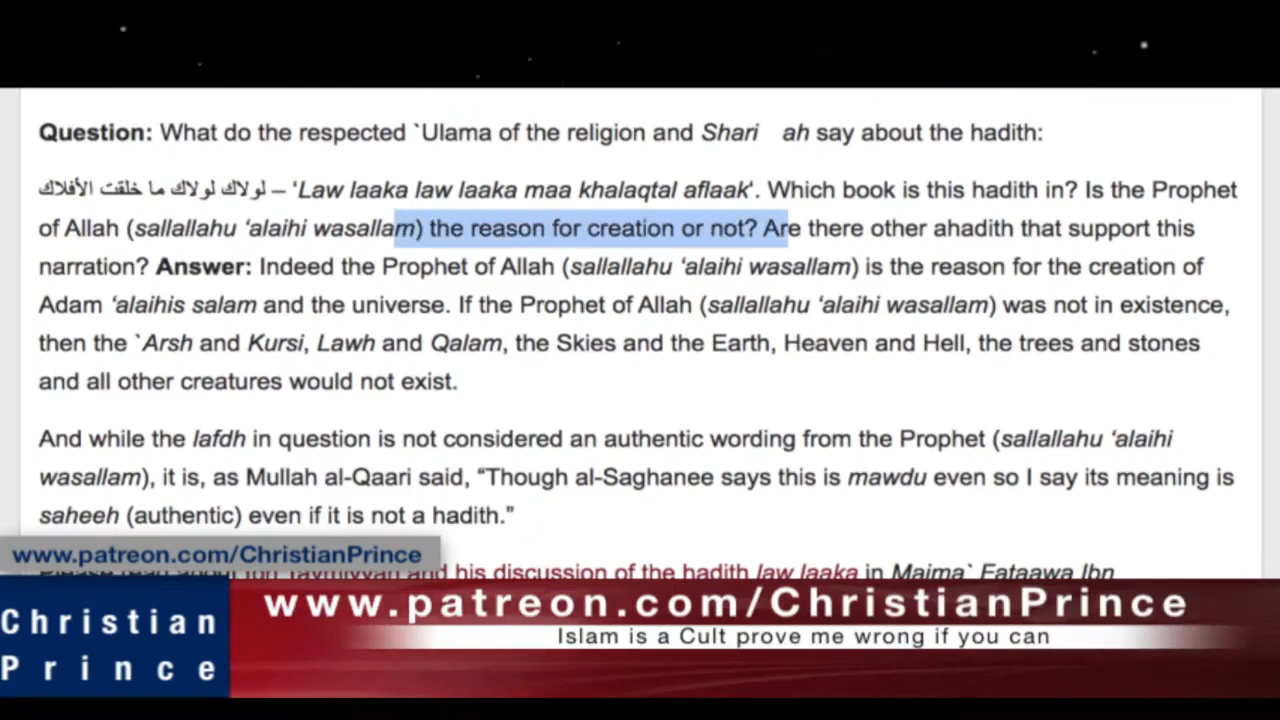 Question: What do the respected `Ulama of the religion and Shari ah say about the hadith:
لولاك لولاك ما خلقت الأفلاك – ‘Law laaka law laaka maa khalaqtal aflaak‘. Which book is this hadith in? Is the Prophet
of Allah (sallallahu ‘alaihi wasallam) the reason for creation or not? Are there other ahadith that support this
narration? Answer: Indeed the Prophet of Allah (sallallahu ‘alaihi wasallam) is the reason for the creation of
Adam ‘alaihis salam and the universe. If the Prophet of Allah (sallallahu ‘alaihi wasallam) was not in existence,
then the `Arsh and Kursi, Lawh and Qalam, the Skies and the Earth, Heaven and Hell, the trees and stones
and all other creatures would not exist.
And while the lafdh in question is not considered an authentic wording from the Prophet (sallallahu ‘alaihi
wasallam), it is, as Mullah al-Qaari said, “Though al-Saghanee says this is mawdu even so I say its meaning is
saheeh (authentic) even if it is not a hadith.”
www.patreon.com/ChristianPrince
and his discussion of the hadith law laaka in Majma` Fataawa Ibn
www.patreon.com/ChristianPrince
Islam is a Cult prove me wrong if you can
Christian
Prince